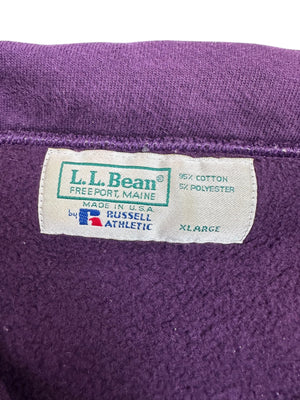 L.L.Bean®
FREEPORT, MAINE
MADE IN U.S.A.
by R RUSSELL
ATHLETIC
95% COTTON
5% POLYESTER
XLARGE